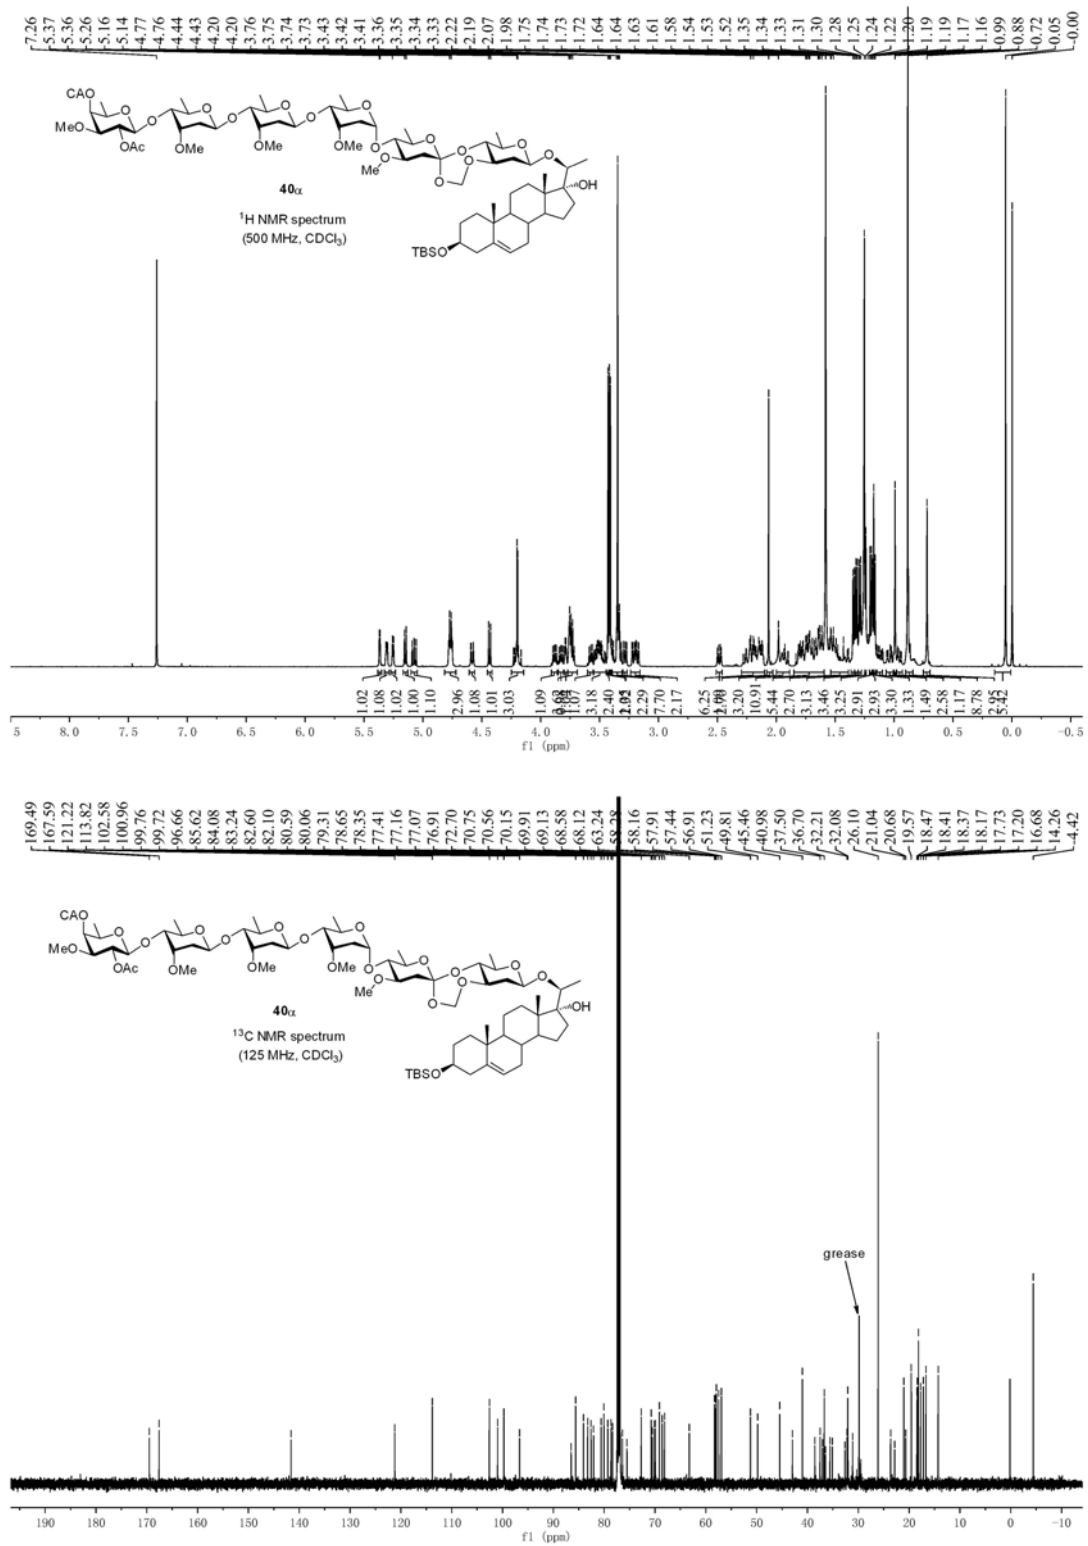 7.26 5.37 5.36 5.26 5.16 5.14 4.77 4.76 4.44 4.43 4.20 4.20 3.76 3.75 3.74 3.73 3.43 3.42 3.41 3.36 3.35 3.34 3.33 2.22 2.19 2.07 1.98 1.75 1.74 1.73 1.72 1.64 1.64 1.63 1.61 1.58 1.54 1.53 1.52 1.35 1.34 1.33 1.31 1.30 1.28 1.25 1.24 1.22 1.20 1.19 1.19 1.17 1.16 0.99 0.88 0.72 0.05 -0.00
CAO O O O O O O O O O O
MeO OAc OMe OMe OMe MeO O O OH
40α
¹H NMR spectrum
(500 MHz, CDCl₃)
TBSO
1.02 1.08 1.02 1.00 1.10 2.96 1.08 1.01 3.03 1.09 1.07 3.18 2.40 2.29 7.70 2.17 6.25 3.20 10.91 5.44 2.70 3.13 3.46 3.25 2.91 2.93 3.30 1.33 1.49 2.58 1.17 8.78 2.95 5.42
5 8.0 7.5 7.0 6.5 6.0 5.5 5.0 4.5 4.0 3.5 3.0 2.5 2.0 1.5 1.0 0.5 0.0 -0.5
f1 (ppm)
169.49 167.59 121.22 113.82 102.58 100.96 99.76 99.72 96.66 85.62 84.08 83.24 82.60 82.10 80.59 80.06 79.31 78.65 78.35 77.41 77.16 77.07 76.91 72.70 70.75 70.56 70.15 69.91 69.13 68.58 68.12 63.24 58.28 58.16 57.91 57.44 56.91 51.23 49.81 45.46 40.98 37.50 36.70 32.21 32.08 26.10 21.04 20.68 19.57 18.47 18.41 18.37 18.17 17.73 17.20 16.68 14.26 -4.42
CAO O O O O O O O O O O
MeO OAc OMe OMe OMe MeO O O OH
40α
¹³C NMR spectrum
(125 MHz, CDCl₃)
TBSO
grease
190 180 170 160 150 140 130 120 110 100 90 80 70 60 50 40 30 20 10 0 -10
f1 (ppm)